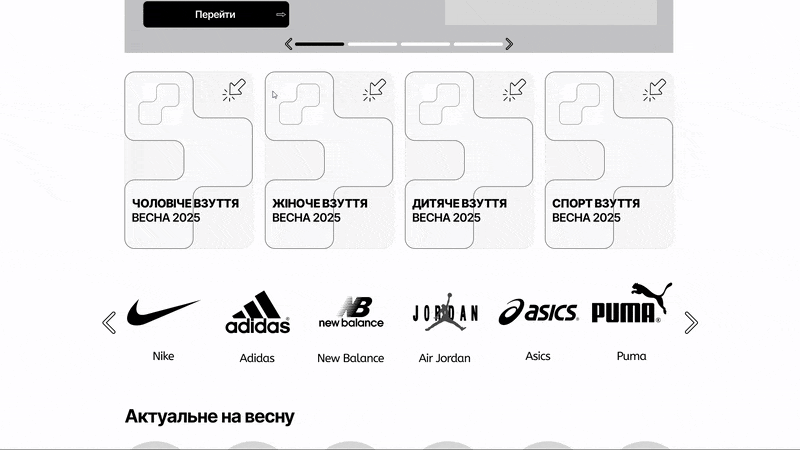 Перейти
ЧОЛОВІЧЕ ВЗУТТЯ
ВЕСНА 2025
ЖІНОЧЕ ВЗУТТЯ
ВЕСНА 2025
ДИТЯЧЕ ВЗУТТЯ
ВЕСНА 2025
СПОРТ ВЗУТТЯ
ВЕСНА 2025
adidas
NB
new balance
JORDAN
asics
PUMA
Nike
Adidas
New Balance
Air Jordan
Asics
Puma
Актуальне на весну